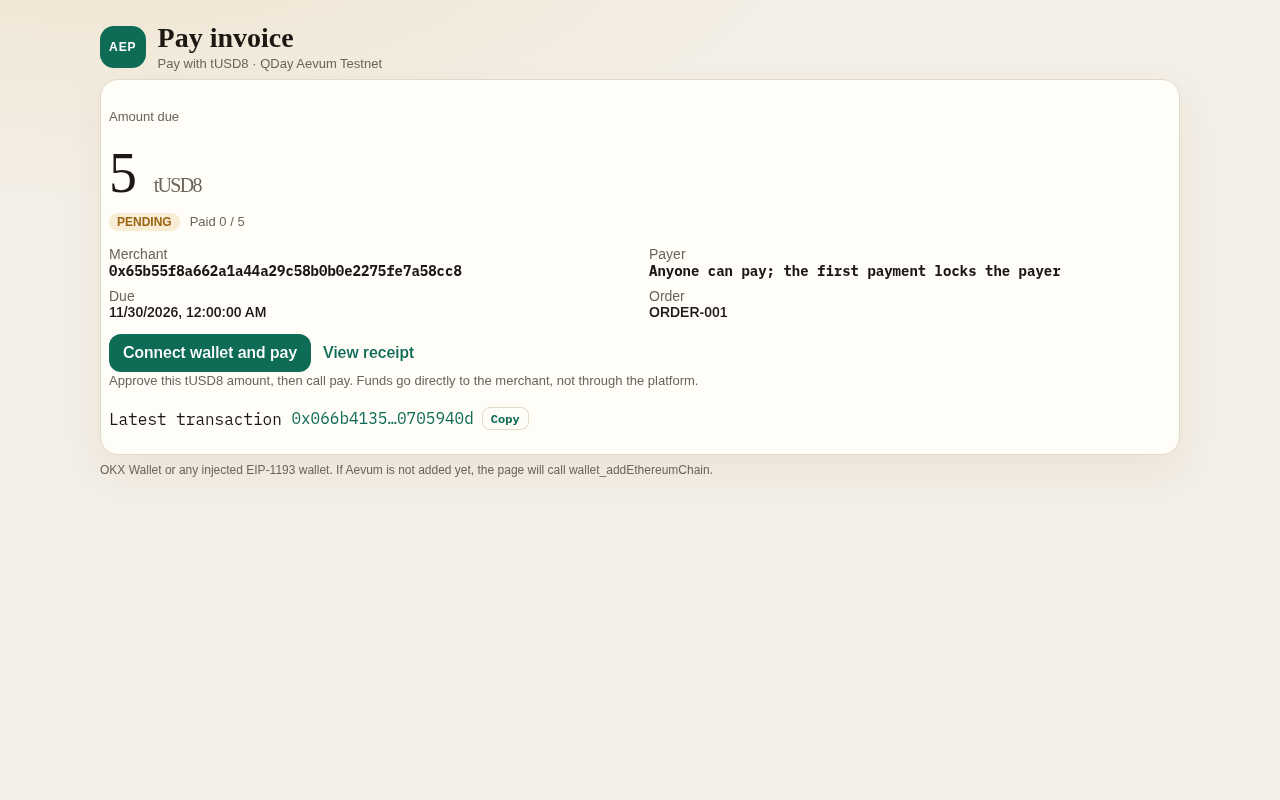 AEP
Pay invoice
Pay with tUSD8 · QDay Aevum Testnet
Amount due
5 tUSD8
PENDING Paid 0 / 5
Merchant
0x65b55f8a662a1a44a29c58b0b0e2275fe7a58cc8
Payer
Anyone can pay; the first payment locks the payer
Due
11/30/2026, 12:00:00 AM
Order
ORDER-001
Connect wallet and pay View receipt
Approve this tUSD8 amount, then call pay. Funds go directly to the merchant, not through the platform.
Latest transaction 0x066b4135…0705940d Copy
OKX Wallet or any injected EIP-1193 wallet. If Aevum is not added yet, the page will call wallet_addEthereumChain.